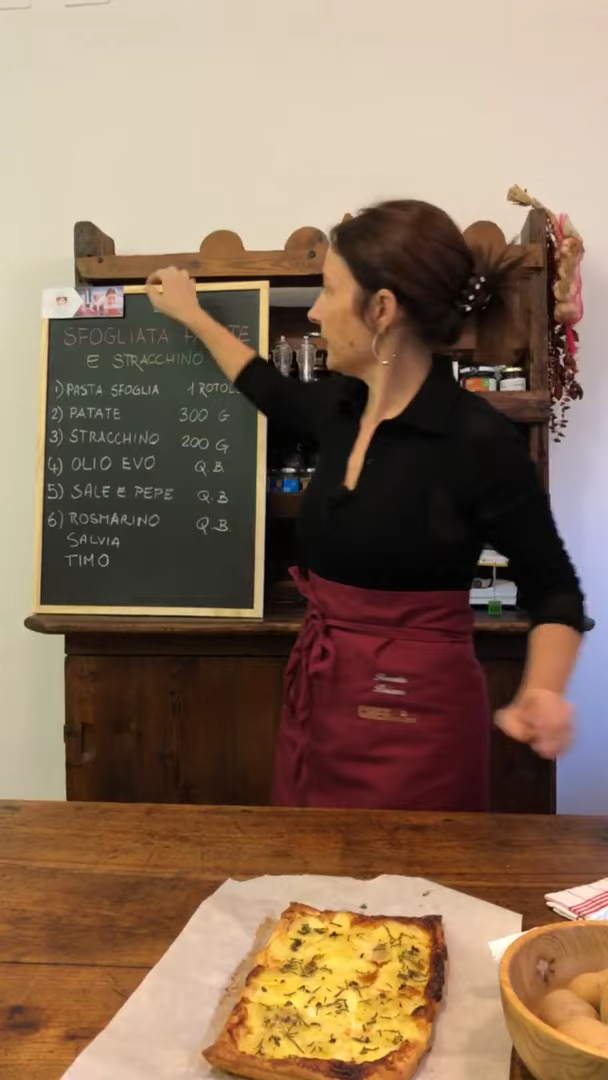 SFOGLIATA
E STRACCHINO
1) PASTA SFOGLIA 1 ROTOLO
2) PATATE 300 G
3) STRACCHINO 200 G
4) OLIO EVO Q.B
5) SALE E PEPE Q.B
6) ROSMARINO Q.B.
SALVIA
TIMO